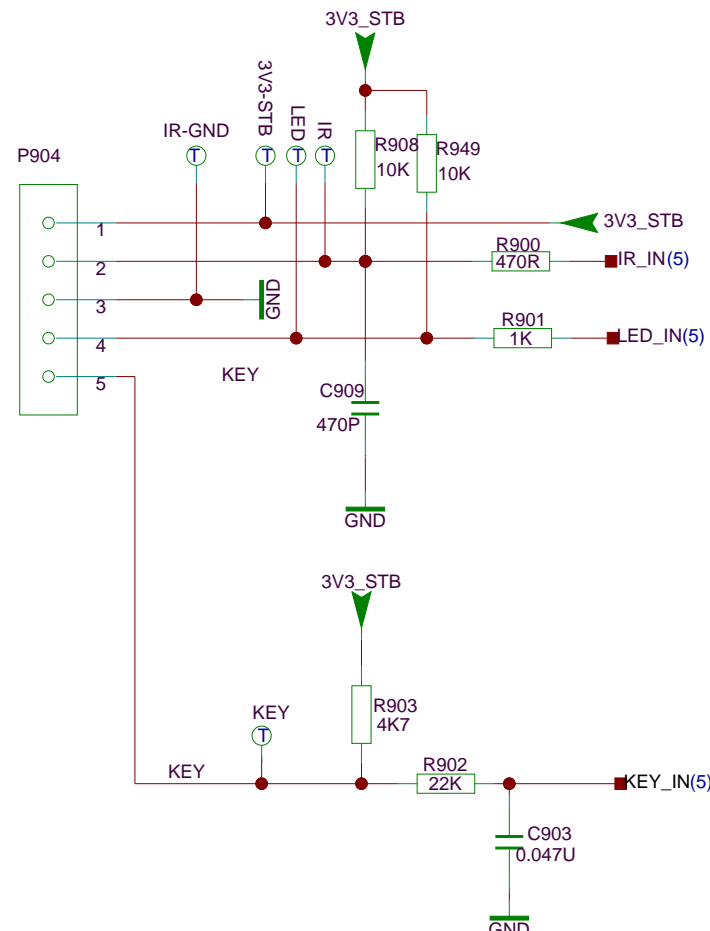 3V3_STB
IR-GND
3V3-STB
LED
IR
T
T
T
T
P904
R908
10K
R949
10K
1
3V3_STB
2
R900
470R
IR_IN(5)
3
GND
4
R901
1K
LED_IN(5)
5
KEY
C909
470P
GND
3V3_STB
R903
4K7
KEY
T
KEY
R902
22K
KEY_IN(5)
C903
0.047U
GND